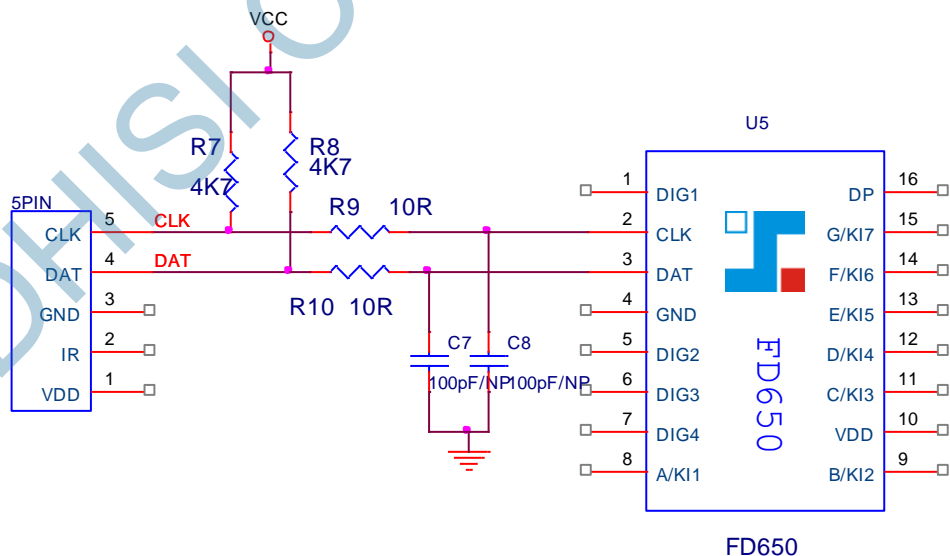 VCC
U5
R7
4K7
R8
4K7
5PIN
5 CLK
CLK
4 DAT
DAT
3 GND
2 IR
1 VDD
R9 10R
R10 10R
C7
100pF/NP
C8
100pF/NP
1 DIG1
2 CLK
3 DAT
4 GND
5 DIG2
6 DIG3
7 DIG4
8 A/KI1
DP 16
G/KI7 15
F/KI6 14
E/KI5 13
D/KI4 12
C/KI3 11
VDD 10
B/KI2 9
FD650
FD650
DHISI